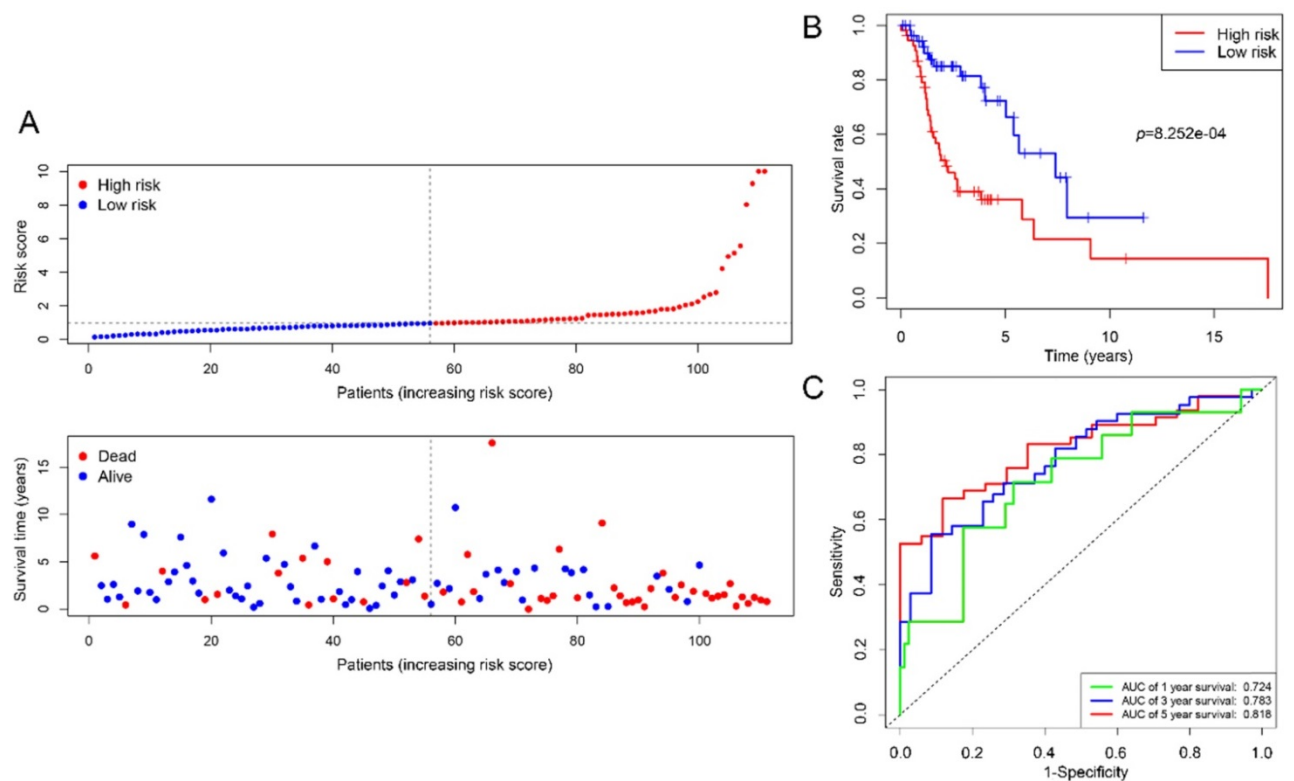 A
10
8
6
4
2
0
Risk score
High risk
Low risk
0 20 40 60 80 100
Patients (increasing risk score)
15
10
5
0
Survival time (years)
Dead
Alive
0 20 40 60 80 100
Patients (increasing risk score)
B
1.0
0.8
0.6
0.4
0.2
0.0
Survival rate
High risk
Low risk
p=8.252e-04
0 5 10 15
Time (years)
C
1.0
0.8
0.6
0.4
0.2
0.0
Sensitivity
AUC of 1 year survival: 0.724
AUC of 3 year survival: 0.783
AUC of 5 year survival: 0.818
0.0 0.2 0.4 0.6 0.8 1.0
1-Specificity